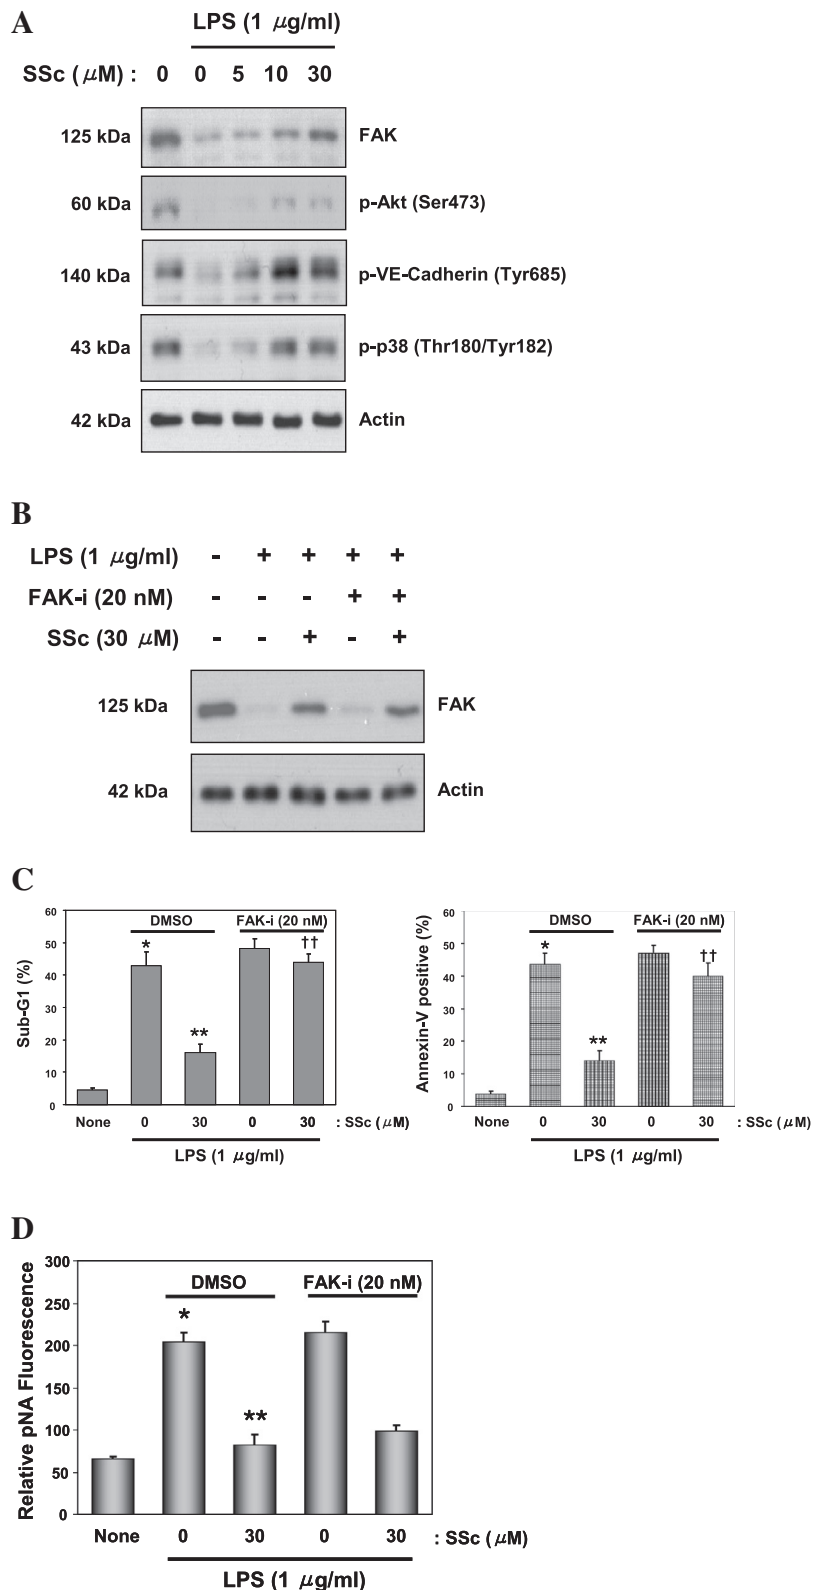 A
LPS (1 μg/ml)
SSc (μM) : 0 0 5 10 30
125 kDa FAK
60 kDa p-Akt (Ser473)
140 kDa p-VE-Cadherin (Tyr685)
43 kDa p-p38 (Thr180/Tyr182)
42 kDa Actin
B
LPS (1 μg/ml) - + + + +
FAK-i (20 nM) - - - + +
SSc (30 μM) - - + - +
125 kDa FAK
42 kDa Actin
C
Sub-G1 (%)
60
50
40
30
20
10
0
DMSO FAK-i (20 nM)
* ** ††
None 0 30 0 30 : SSc (μM)
LPS (1 μg/ml)
Annexin-V positive (%)
60
50
40
30
20
10
0
DMSO FAK-i (20 nM)
* ** ††
None 0 30 0 30 : SSc (μM)
LPS (1 μg/ml)
D
Relative pNA Fluorescence
300
250
200
150
100
50
0
DMSO FAK-i (20 nM)
* **
None 0 30 0 30 : SSc (μM)
LPS (1 μg/ml)